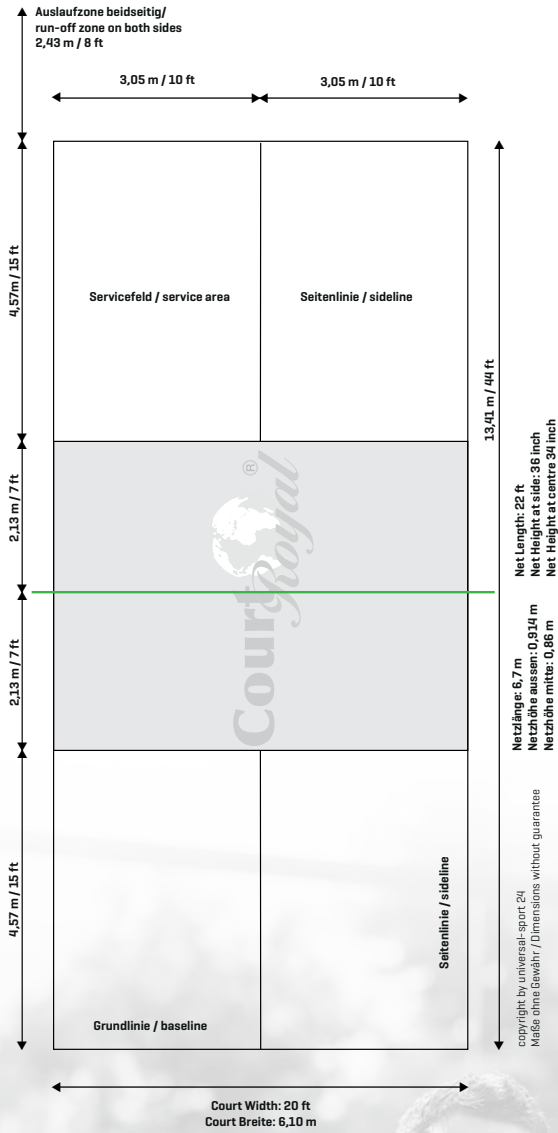 Auslaufzone beidseitig/
run-off zone on both sides
2,43 m / 8 ft
3,05 m / 10 ft
3,05 m / 10 ft
4,57m / 15 ft
Servicefeld / service area
Seitenlinie / sideline
13,41 m / 44 ft
2,13 m / 7 ft
Court Royal ®
Net Length: 22 ft
Net Height at side: 36 inch
Net Height at centre 34 inch
2,13 m / 7 ft
Netzlänge: 6,7 m
Netzhöhe aussen: 0,914 m
Netzhöhe mitte: 0,86 m
4,57 m / 15 ft
Seitenlinie / sideline
Grundlinie / baseline
copyright by universal-sport 24
Maße ohne Gewähr / Dimensions without guarantee
Court Width: 20 ft
Court Breite: 6,10 m